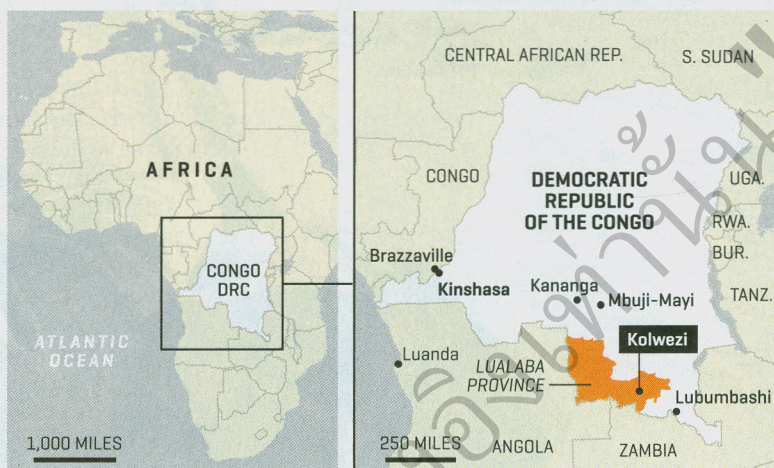 AFRICA
CONGO
DRC
ATLANTIC
OCEAN
1,000 MILES
CENTRAL AFRICAN REP.
S. SUDAN
CONGO
DEMOCRATIC
REPUBLIC
OF THE CONGO
UGA.
RWA.
BUR.
TANZ.
Brazzaville
Kinshasa
Kananga
Mbuji-Mayi
Luanda
Kolwezi
LUALABA
PROVINCE
Lubumbashi
250 MILES
ANGOLA
ZAMBIA